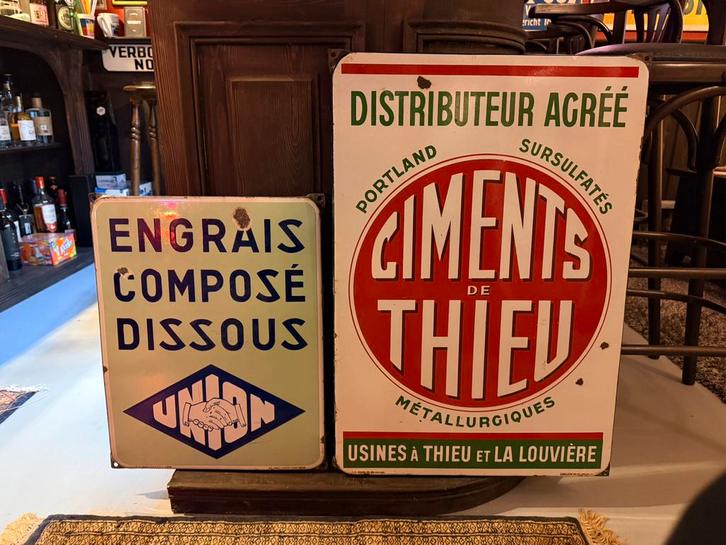 VERBO
NO
ENGRAIS
COMPOSÉ
DISSOUS
UNION
DISTRIBUTEUR AGRÉÉ
PORTLAND SURSULFATÉS
CIMENTS
DE
THIEU
MÉTALLURGIQUES
USINES À THIEU ET LA LOUVIÈRE